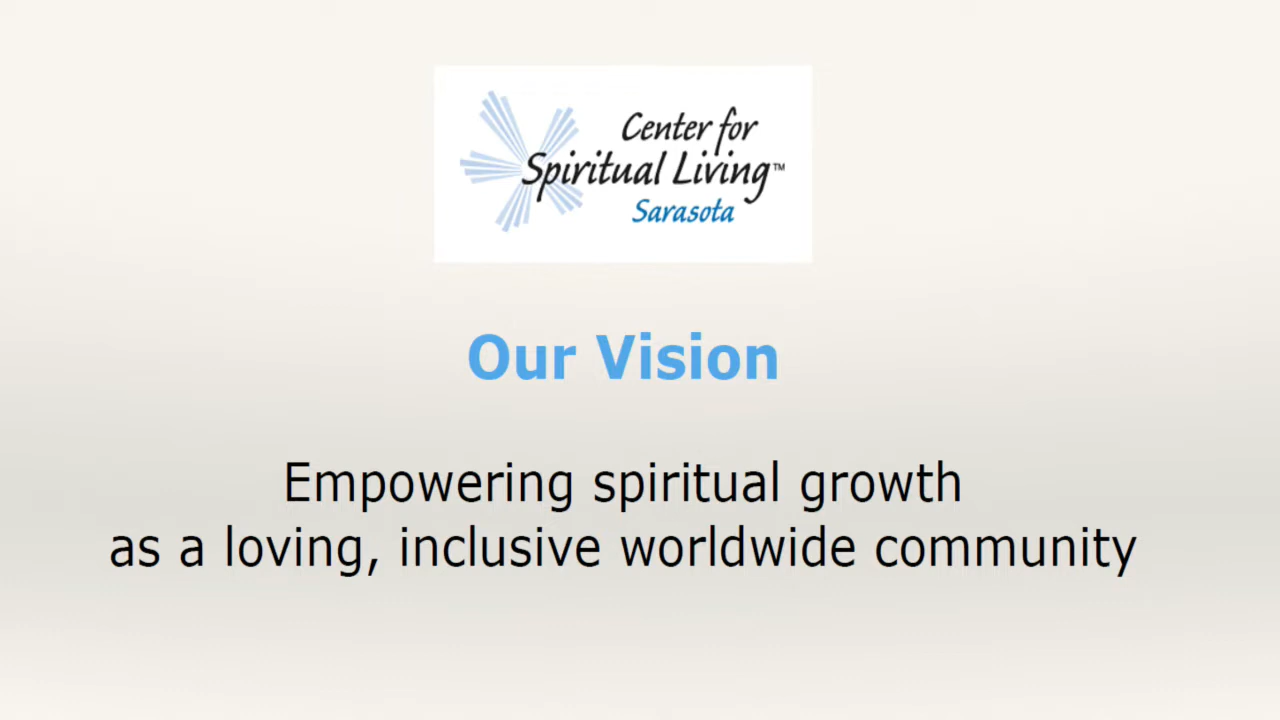 Center for
Spiritual Living™
Sarasota
Our Vision
Empowering spiritual growth
as a loving, inclusive worldwide community